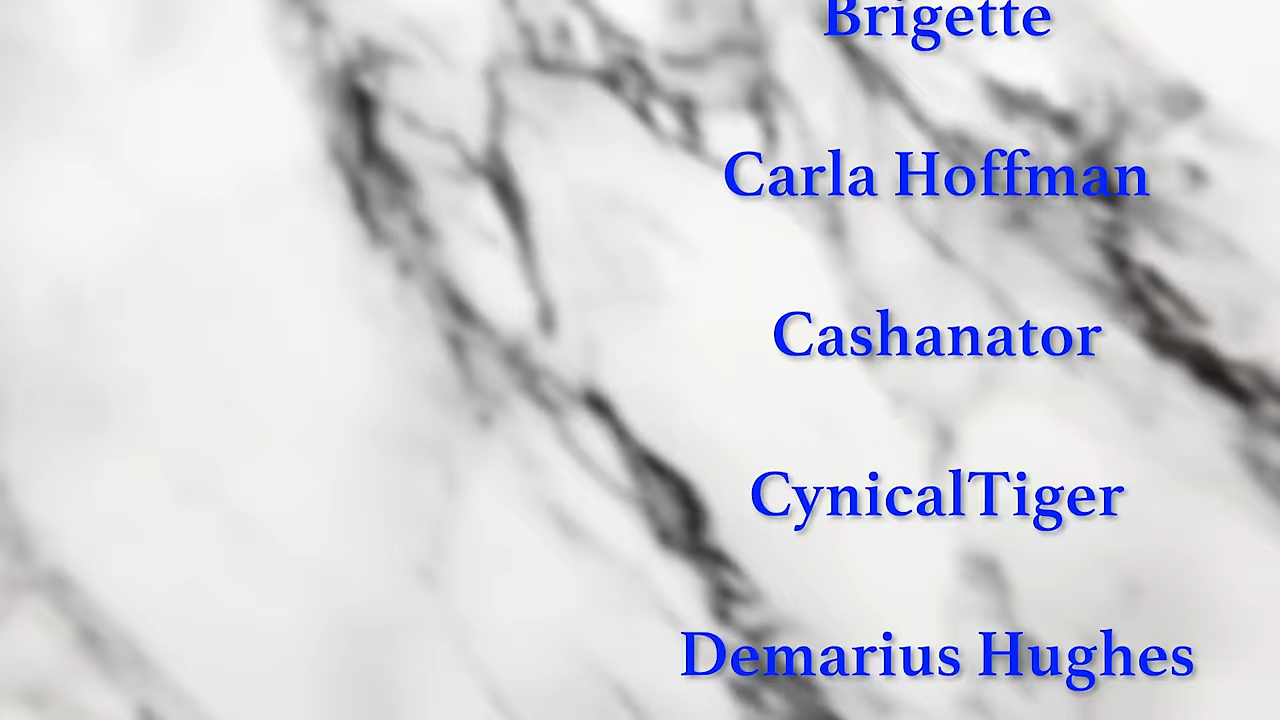 Brigette
Carla Hoffman
Cashanator
CynicalTiger
Demarius Hughes